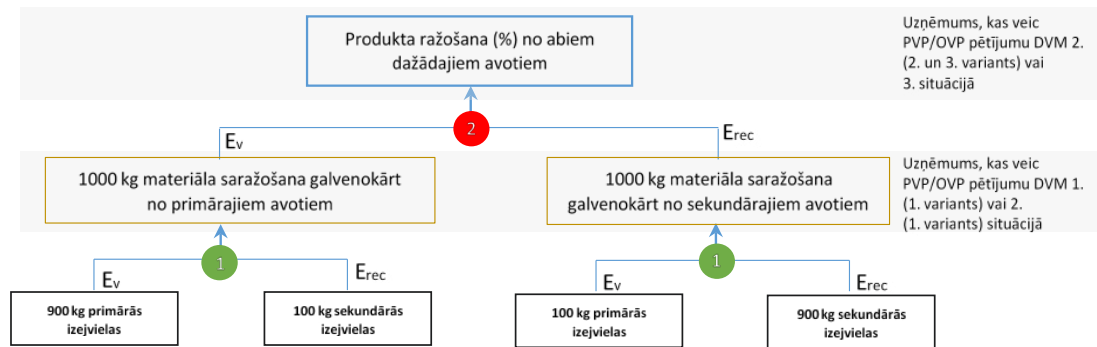 Produkta ražošana (%) no abiem
dažādajiem avotiem
Uzņēmums, kas veic
PVP/OVP pētījumu DVM 2.
(2. un 3. variants) vai
3. situācijā
2
Ev
Erec
1000 kg materiāla saražošana galvenokārt
no primārajiem avotiem
1000 kg materiāla saražošana
galvenokārt no sekundārajiem avotiem
Uzņēmums, kas veic
PVP/OVP pētījumu DVM 1.
(1. variants) vai 2.
(1. variants) situācijā
1
1
Ev
Erec
Ev
Erec
900 kg primārās
izejvielas
100 kg sekundārās
izejvielas
100 kg primārās
izejvielas
900 kg sekundārās
izejvielas